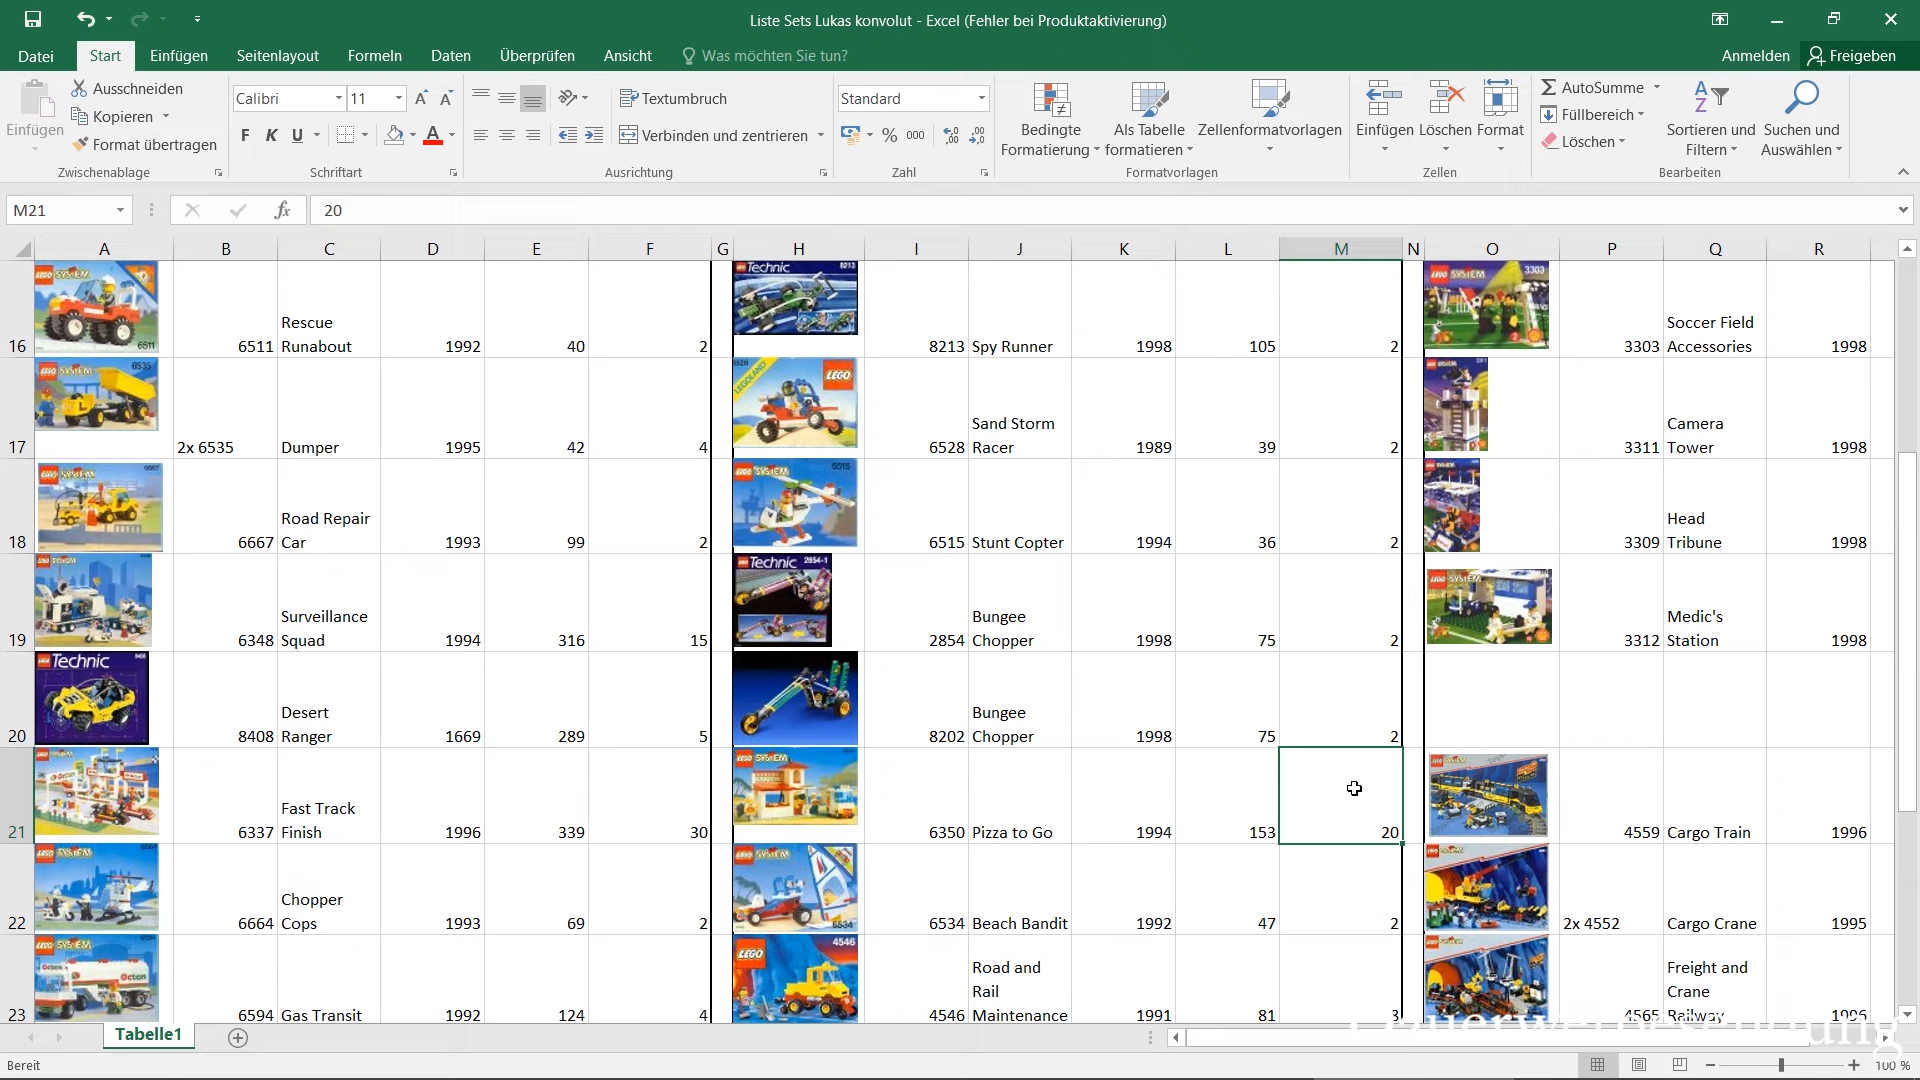 Liste Sets Lukas konvolut - Excel (Fehler bei Produktaktivierung)
Datei Start Einfügen Seitenlayout Formeln Daten Überprüfen Ansicht Was möchten Sie tun? Anmelden Freigeben
Einfügen
Ausschneiden
Kopieren
Format übertragen
Zwischenablage
Calibri 11
F K U
Schriftart
Textumbruch
Verbinden und zentrieren
Ausrichtung
Standard
% 000
Zahl
Bedingte Formatierung
Als Tabelle formatieren
Zellenformatvorlagen
Formatvorlagen
Einfügen Löschen Format
Zellen
AutoSumme
Füllbereich
Löschen
Sortieren und Filtern
Suchen und Auswählen
Bearbeiten
M21 fx 20
A B C D E F G H I J K L M N O P Q R
16 6511 Rescue Runabout 1992 40 2 8213 Spy Runner 1998 105 2 3303 Soccer Field Accessories 1998
17 2x 6535 Dumper 1995 42 4 6528 Sand Storm Racer 1989 39 2 3311 Camera Tower 1998
18 6667 Road Repair Car 1993 99 2 6515 Stunt Copter 1994 36 2 3309 Head Tribune 1998
19 6348 Surveillance Squad 1994 316 15 2854 Bungee Chopper 1998 75 2 3312 Medic's Station 1998
20 8408 Desert Ranger 1669 289 5 8202 Bungee Chopper 1998 75 2
21 6337 Fast Track Finish 1996 339 30 6350 Pizza to Go 1994 153 20 4559 Cargo Train 1996
22 6664 Chopper Cops 1993 69 2 6534 Beach Bandit 1992 47 2 2x 4552 Cargo Crane 1995
23 6594 Gas Transit 1992 124 4 4546 Road and Rail Maintenance 1991 81 3 4565 Freight and Crane Railway 1996
Tabelle1
Bereit
100 %